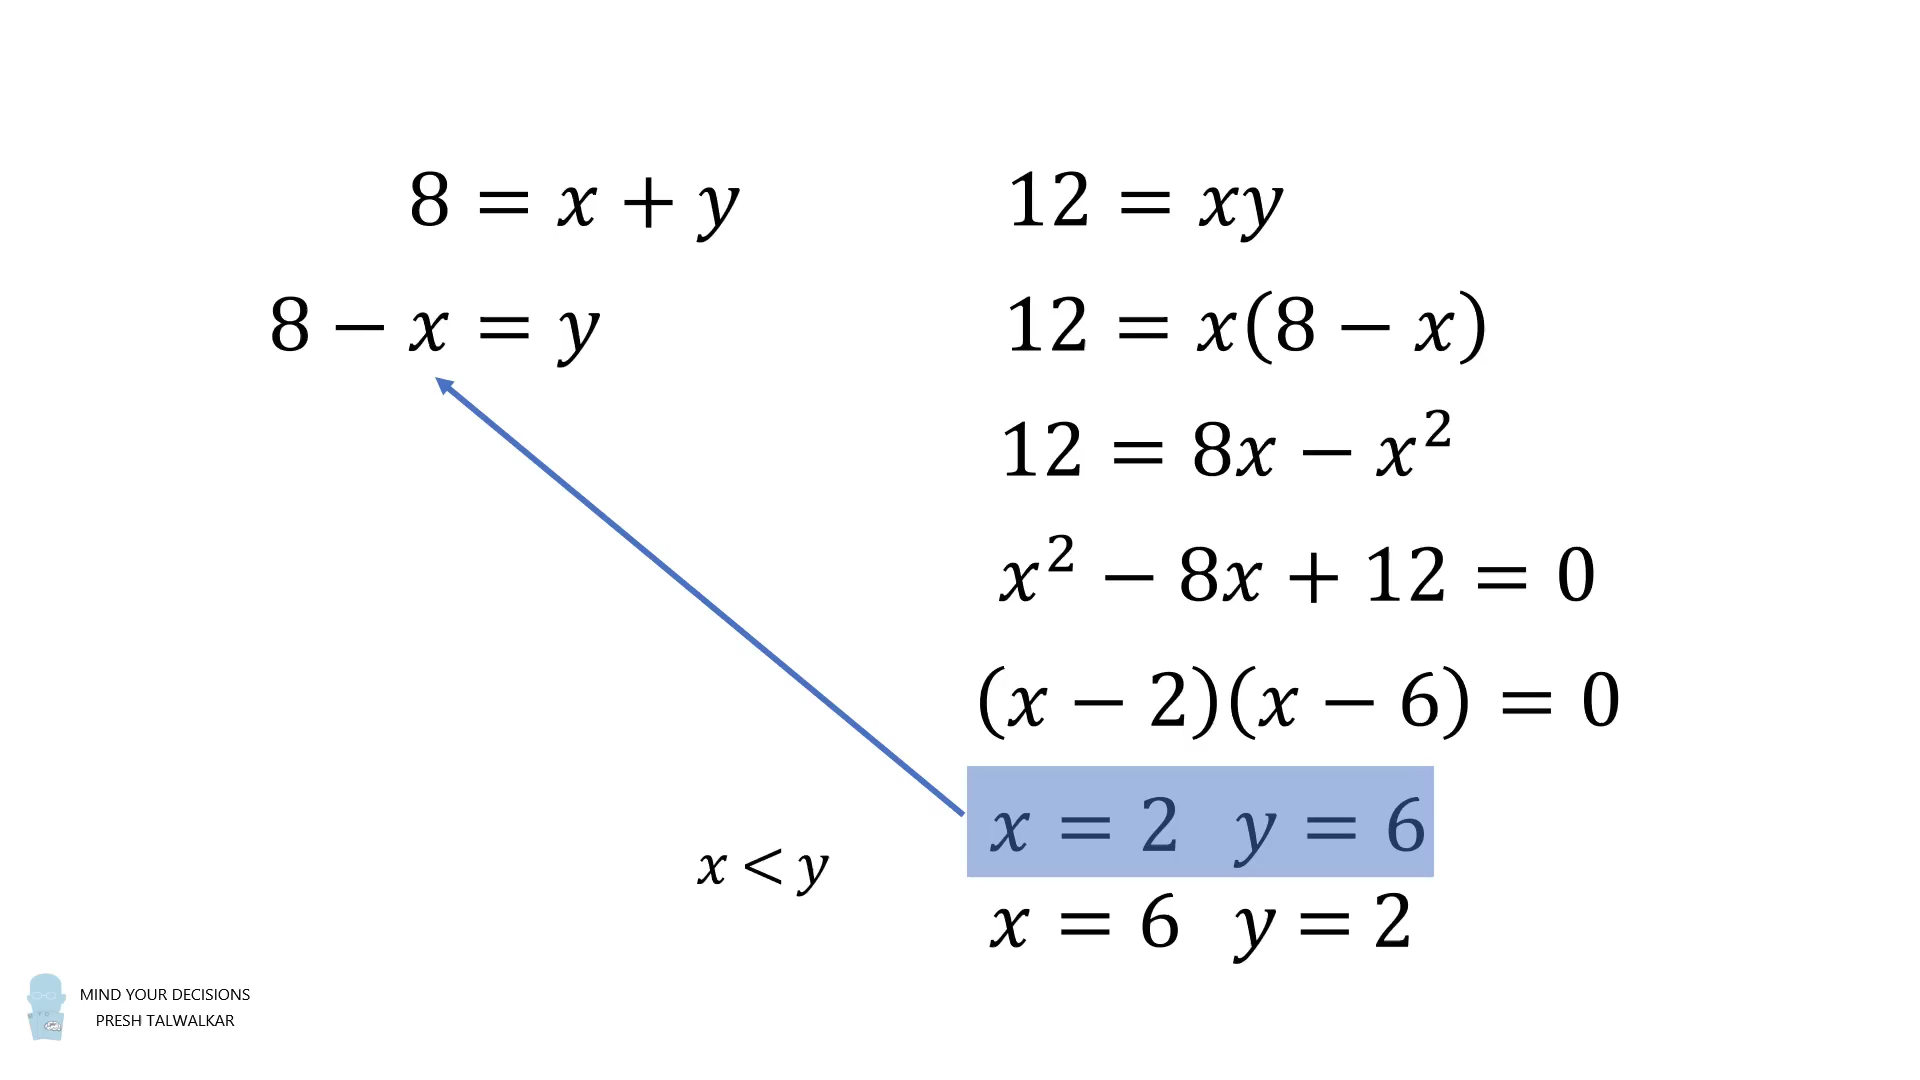 8 = x + y
8 − x = y
12 = xy
12 = x(8 − x)
12 = 8x − x²
x² − 8x + 12 = 0
(x − 2)(x − 6) = 0
x = 2 y = 6
x < y
x = 6 y = 2
MIND YOUR DECISIONS
PRESH TALWALKAR